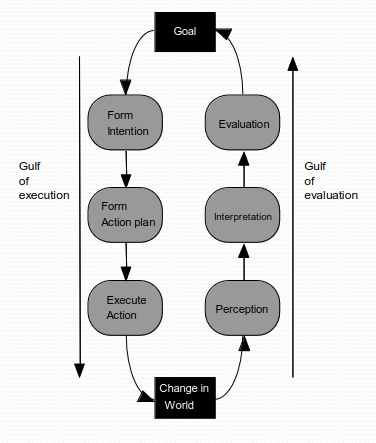 Goal
Form
Intention
Evaluation
Gulf
of
execution
Gulf
of
evaluation
Form
Action plan
Interpretation
Execute
Action
Perception
Change in
World